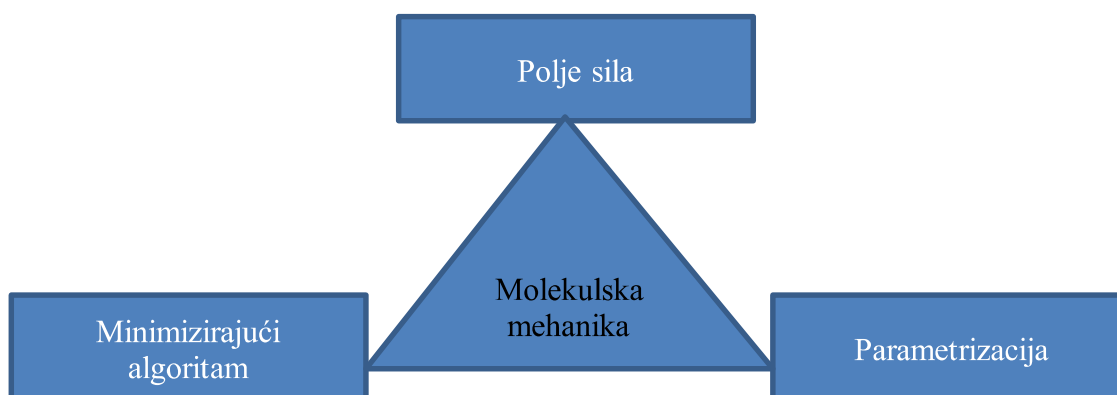 Polje sila
Molekulska
mehanika
Minimizirajući
algoritam
Parametrizacija